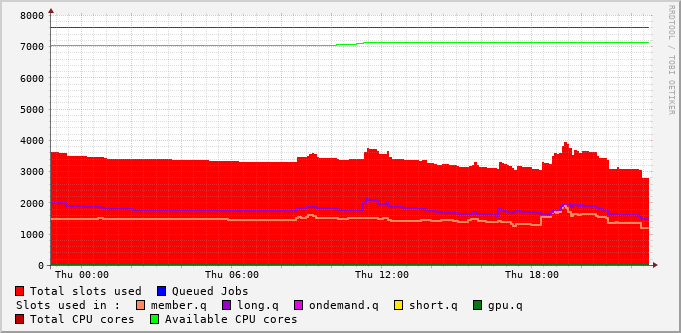 8000
7000
6000
5000
4000
3000
2000
1000
0
Thu 00:00 Thu 06:00 Thu 12:00 Thu 18:00
RRDTOOL / TOBI OETIKER
Total slots used Queued Jobs
Slots used in : member.q long.q ondemand.q short.q gpu.q
Total CPU cores Available CPU cores